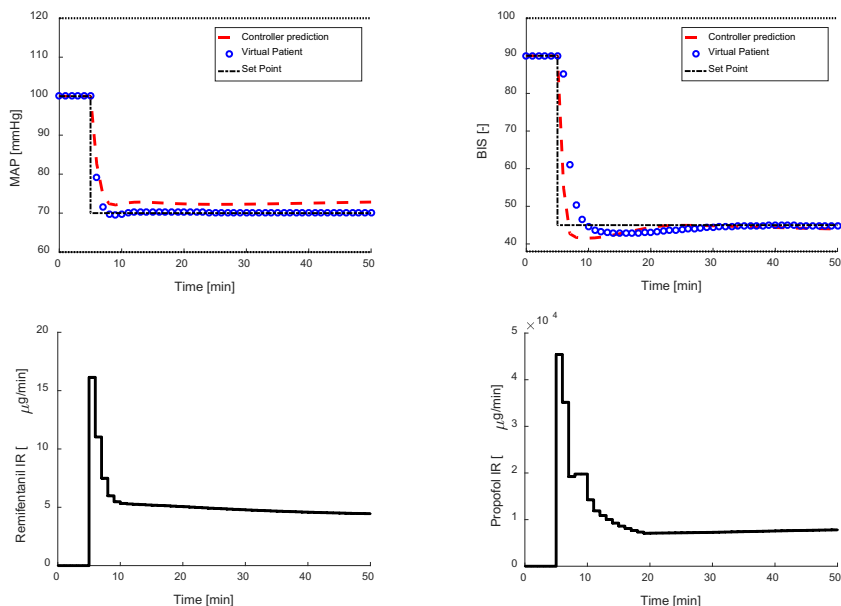 120
110
100
90
80
70
60
MAP [mmHg]
0 10 20 30 40 50
Time [min]
Controller prediction
Virtual Patient
Set Point
100
90
80
70
60
50
40
BIS [-]
0 10 20 30 40 50
Time [min]
Controller prediction
Virtual Patient
Set Point
20
15
10
5
0
Remifentanil IR [ μg/min]
0 10 20 30 40 50
Time [min]
× 10 4
5
4
3
2
1
0
Propofol IR [ μg/min]
0 10 20 30 40 50
Time [min]